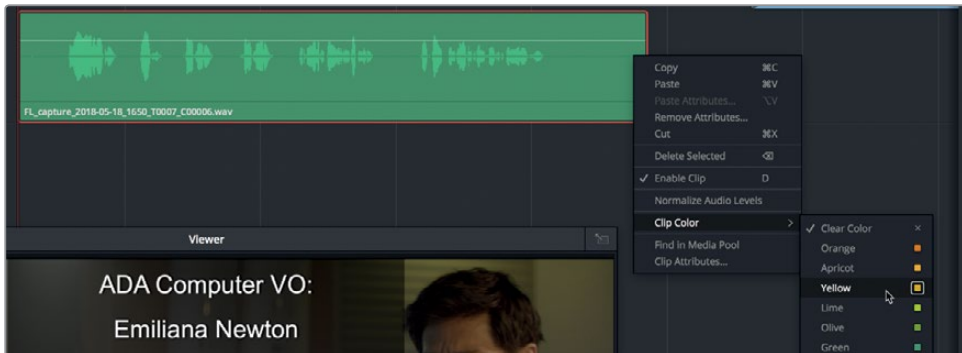 FL_capture_2018-05-18_1650_T0007_C00006.wav
Copy ⌘C
Paste ⌘V
Paste Attributes... ⌥V
Remove Attributes...
Cut ⌘X
Delete Selected ⌫
✓ Enable Clip D
Normalize Audio Levels
Clip Color >
Find in Media Pool
Clip Attributes...
✓ Clear Color ×
Orange
Apricot
Yellow
Lime
Olive
Green
Viewer
ADA Computer VO:
Emiliana Newton